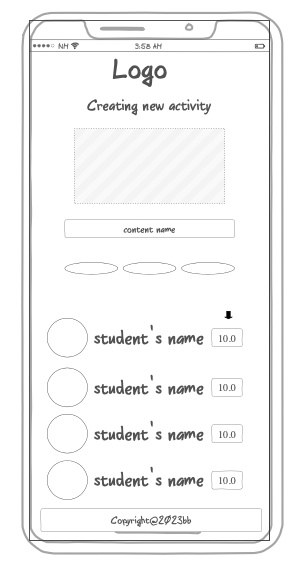 NM 3:58 AM
Logo
Creating new activity
content name
student's name 10.0
student's name 10.0
student's name 10.0
student's name 10.0
Copyright@2023bb